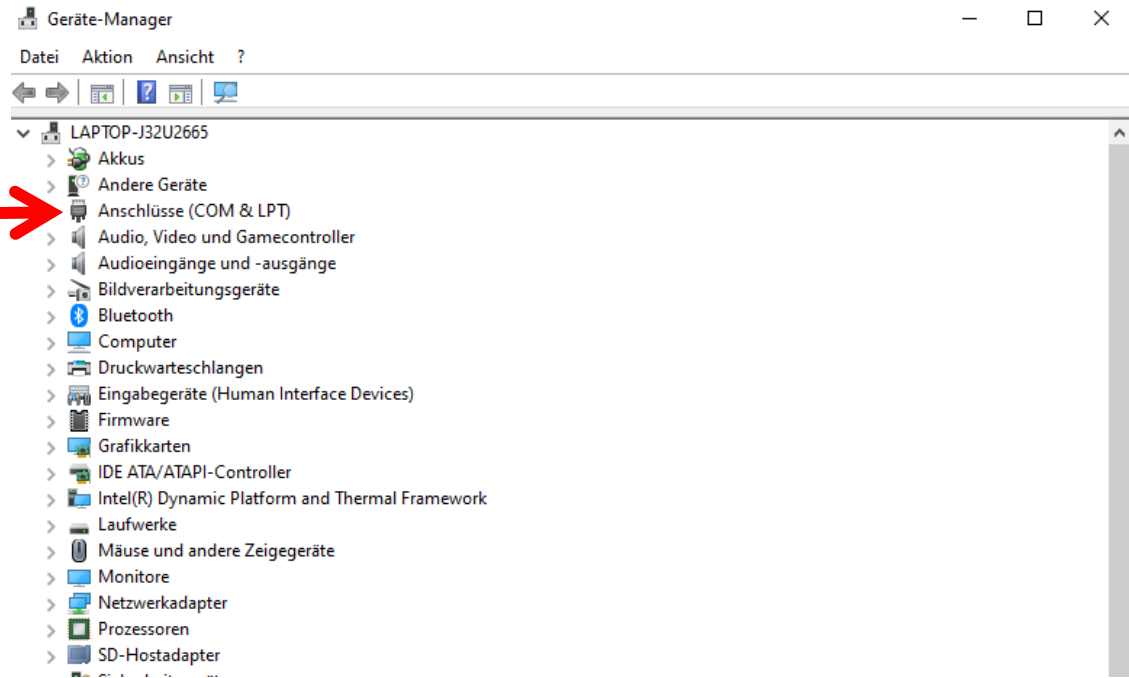 Geräte-Manager
Datei Aktion Ansicht ?
LAPTOP-J32U2665
Akkus
Andere Geräte
Anschlüsse (COM & LPT)
Audio, Video und Gamecontroller
Audioeingänge und -ausgänge
Bildverarbeitungsgeräte
Bluetooth
Computer
Druckwarteschlangen
Eingabegeräte (Human Interface Devices)
Firmware
Grafikkarten
IDE ATA/ATAPI-Controller
Intel(R) Dynamic Platform and Thermal Framework
Laufwerke
Mäuse und andere Zeigegeräte
Monitore
Netzwerkadapter
Prozessoren
SD-Hostadapter